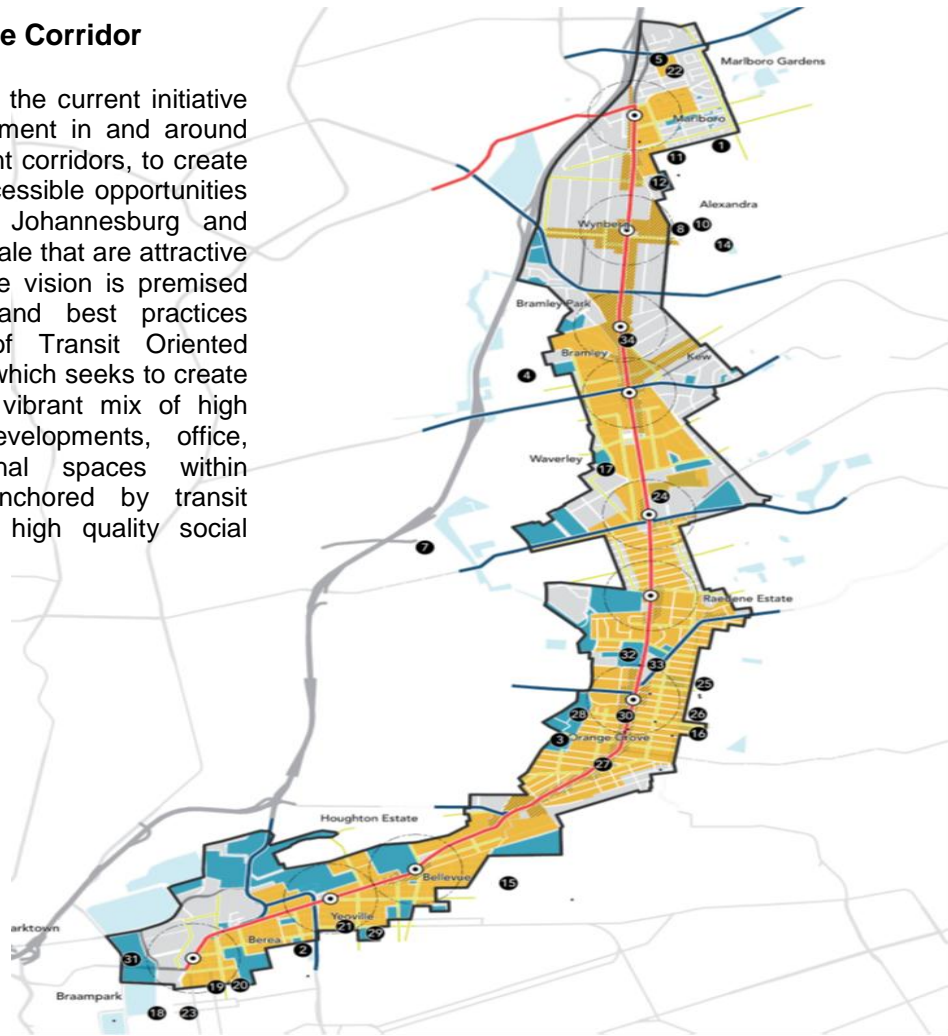 e Corridor
the current initiative
ment in and around
nt corridors, to create
cessible opportunities
Johannesburg and
ale that are attractive
e vision is premised
and best practices
of Transit Oriented
which seeks to create
vibrant mix of high
evelopments, office,
nal spaces within
nchored by transit
high quality social
5
22
Marlboro Gardens
Marlboro
1
11
12
Alexandra
Wynberg
8
10
14
Bramley Park
34
Bramley
Kew
4
Waverley
17
24
7
Raedene Estate
32
33
25
28
30
26
3
Orange Grove
16
27
Houghton Estate
Bellevue
15
Yeoville
21
29
arktown
Berea
2
31
19
20
Braampark
18
23